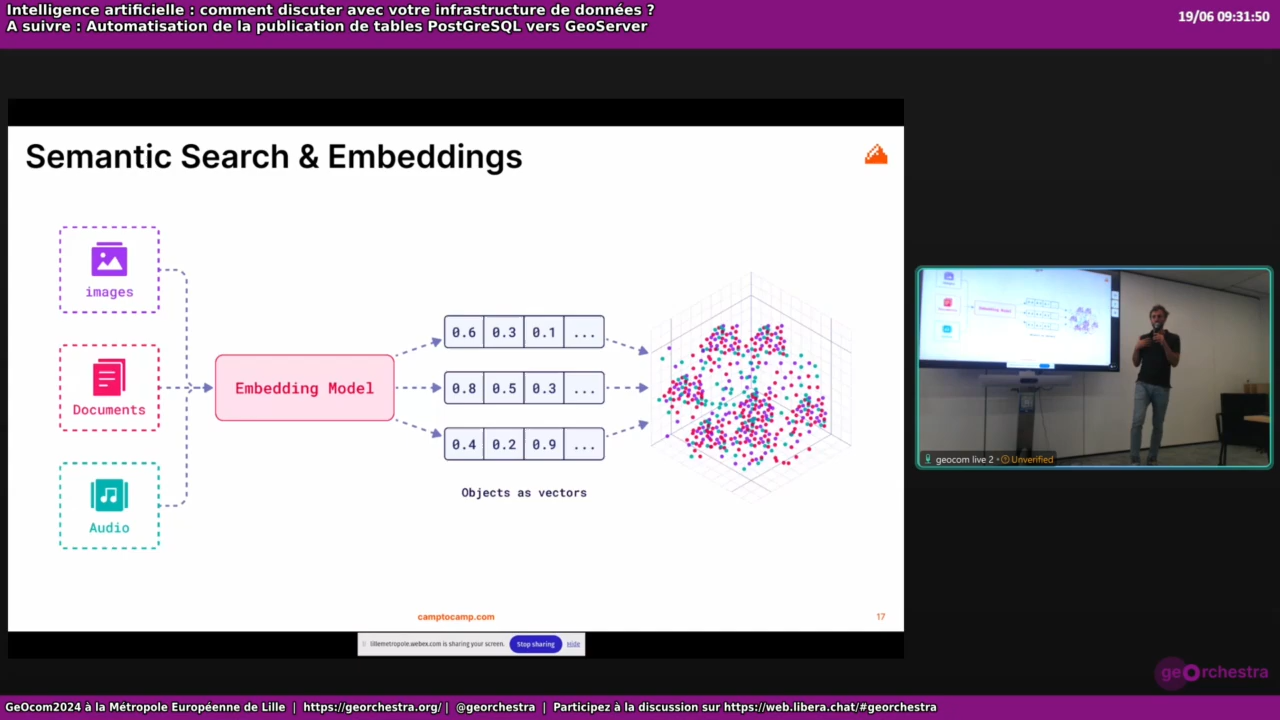 Intelligence artificielle : comment discuter avec votre infrastructure de données ?
A suivre : Automatisation de la publication de tables PostGreSQL vers GeoServer
19/06 09:31:50
Semantic Search & Embeddings
images
Documents
Audio
Embedding Model
0.6 0.3 0.1 ...
0.8 0.5 0.3 ...
0.4 0.2 0.9 ...
Objects as vectors
camptocamp.com
17
lillemetropole.webex.com is sharing your screen. Stop sharing Hide
Embedding Model
geocom live 2 • Unverified
geOrchestra
GeOcom2024 à la Métropole Européenne de Lille | https://georchestra.org/ | @georchestra | Participez à la discussion sur https://web.libera.chat/#georchestra